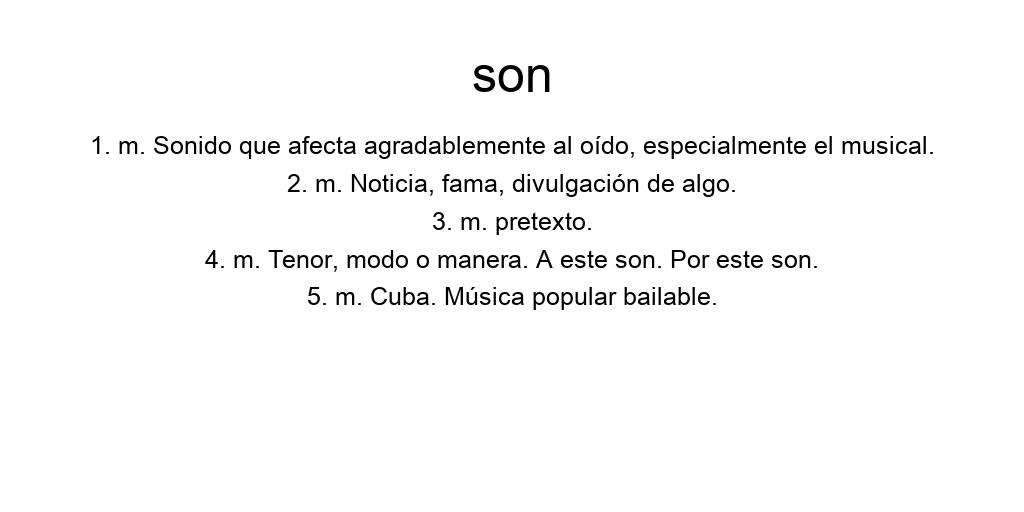 son
1. m. Sonido que afecta agradablemente al oído, especialmente el musical.
2. m. Noticia, fama, divulgación de algo.
3. m. pretexto.
4. m. Tenor, modo o manera. A este son. Por este son.
5. m. Cuba. Música popular bailable.